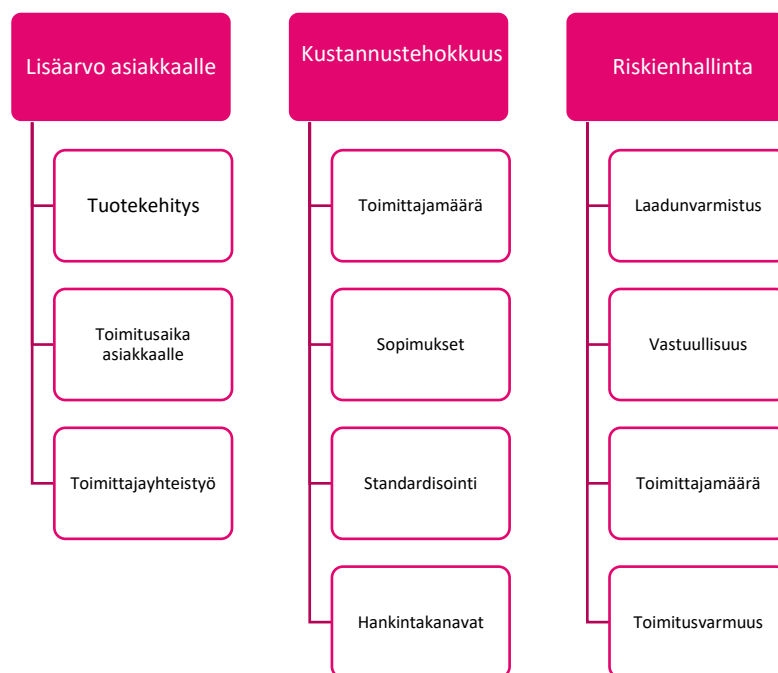 Lisäarvo asiakkaalle
Tuotekehitys
Toimitusaika
asiakkaalle
Toimittajayhteistyö
Kustannustehokkuus
Toimittajamäärä
Sopimukset
Standardisointi
Hankintakanavat
Riskienhallinta
Laadunvarmistus
Vastuullisuus
Toimittajamäärä
Toimitusvarmuus